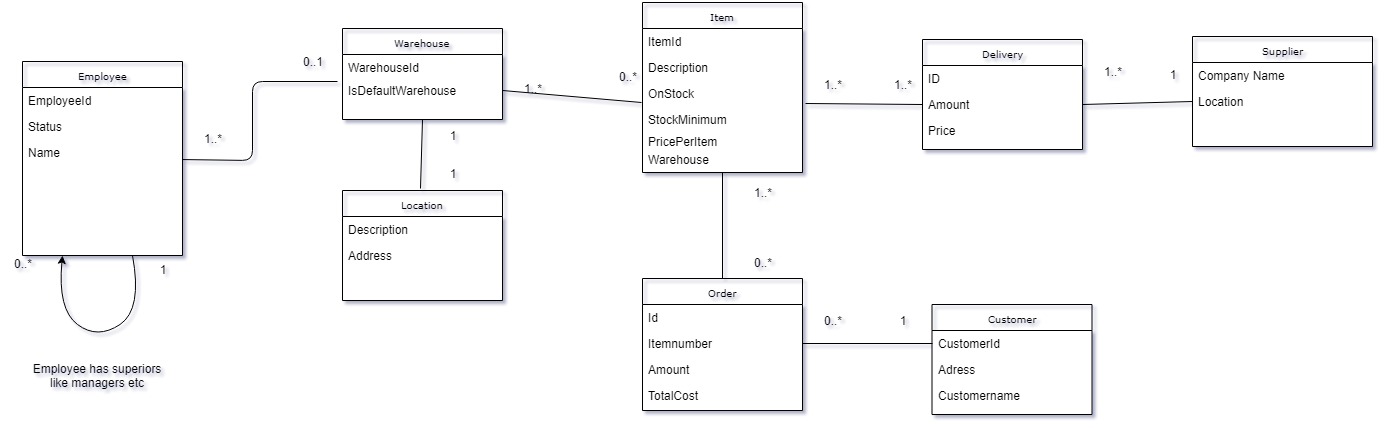 Employee
EmployeeId
Status
Name
0..*
1
Employee has superiors
like managers etc
1..*
0..1
Warehouse
WarehouseId
IsDefaultWarehouse
1
1
Location
Description
Address
1..*
0..*
Item
ItemId
Description
OnStock
StockMinimum
PricePerItem
Warehouse
1..*
0..*
Order
Id
Itemnumber
Amount
TotalCost
0..*
1
Customer
CustomerId
Adress
Customername
1..*
1..*
Delivery
ID
Amount
Price
1..*
1
Supplier
Company Name
Location